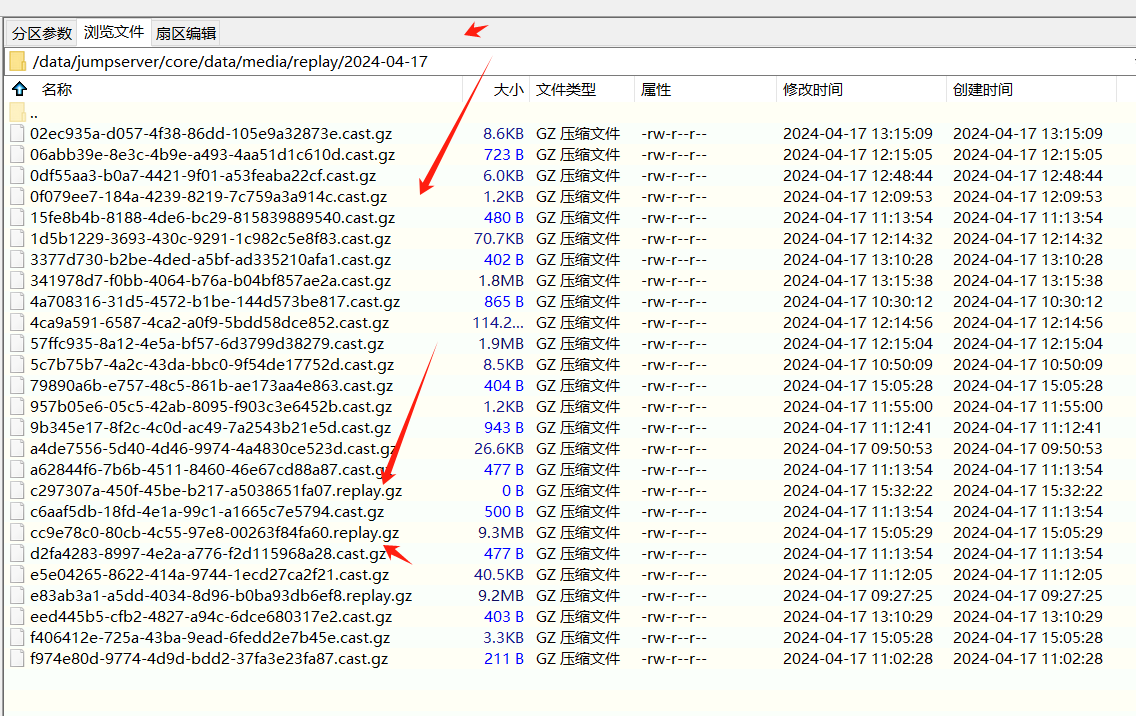 分区参数 浏览文件 扇区编辑
/data/jumpserver/core/data/media/replay/2024-04-17
名称 大小 文件类型 属性 修改时间 创建时间
..
02ec935a-d057-4f38-86dd-105e9a32873e.cast.gz 8.6KB GZ 压缩文件 -rw-r--r-- 2024-04-17 13:15:09 2024-04-17 13:15:09
06abb39e-8e3c-4b9e-a493-4aa51d1c610d.cast.gz 723 B GZ 压缩文件 -rw-r--r-- 2024-04-17 12:15:05 2024-04-17 12:15:05
0df55aa3-b0a7-4421-9f01-a53feaba22cf.cast.gz 6.0KB GZ 压缩文件 -rw-r--r-- 2024-04-17 12:48:44 2024-04-17 12:48:44
0f079ee7-184a-4239-8219-7c759a3a914c.cast.gz 1.2KB GZ 压缩文件 -rw-r--r-- 2024-04-17 12:09:53 2024-04-17 12:09:53
15fe8b4b-8188-4de6-bc29-815839889540.cast.gz 480 B GZ 压缩文件 -rw-r--r-- 2024-04-17 11:13:54 2024-04-17 11:13:54
1d5b1229-3693-430c-9291-1c982c5e8f83.cast.gz 70.7KB GZ 压缩文件 -rw-r--r-- 2024-04-17 12:14:32 2024-04-17 12:14:32
3377d730-b2be-4ded-a5bf-ad335210afa1.cast.gz 402 B GZ 压缩文件 -rw-r--r-- 2024-04-17 13:10:28 2024-04-17 13:10:28
341978d7-f0bb-4064-b76a-b04bf857ae2a.cast.gz 1.8MB GZ 压缩文件 -rw-r--r-- 2024-04-17 13:15:38 2024-04-17 13:15:38
4a708316-31d5-4572-b1be-144d573be817.cast.gz 865 B GZ 压缩文件 -rw-r--r-- 2024-04-17 10:30:12 2024-04-17 10:30:12
4ca9a591-6587-4ca2-a0f9-5bdd58dce852.cast.gz 114.2... GZ 压缩文件 -rw-r--r-- 2024-04-17 12:14:56 2024-04-17 12:14:56
57ffc935-8a12-4e5a-bf57-6d3799d38279.cast.gz 1.9MB GZ 压缩文件 -rw-r--r-- 2024-04-17 12:15:04 2024-04-17 12:15:04
5c7b75b7-4a2c-43da-bbc0-9f54de17752d.cast.gz 8.5KB GZ 压缩文件 -rw-r--r-- 2024-04-17 10:50:09 2024-04-17 10:50:09
79890a6b-e757-48c5-861b-ae173aa4e863.cast.gz 404 B GZ 压缩文件 -rw-r--r-- 2024-04-17 15:05:28 2024-04-17 15:05:28
957b05e6-05c5-42ab-8095-f903c3e6452b.cast.gz 1.2KB GZ 压缩文件 -rw-r--r-- 2024-04-17 11:55:00 2024-04-17 11:55:00
9b345e17-8f2c-4c0d-ac49-7a2543b21e5d.cast.gz 943 B GZ 压缩文件 -rw-r--r-- 2024-04-17 11:12:41 2024-04-17 11:12:41
a4de7556-5d40-4d46-9974-4a4830ce523d.cast.gz 26.6KB GZ 压缩文件 -rw-r--r-- 2024-04-17 09:50:53 2024-04-17 09:50:53
a62844f6-7b6b-4511-8460-46e67cd88a87.cast.gz 477 B GZ 压缩文件 -rw-r--r-- 2024-04-17 11:13:54 2024-04-17 11:13:54
c297307a-450f-45be-b217-a5038651fa07.replay.gz 0 B GZ 压缩文件 -rw-r--r-- 2024-04-17 15:32:22 2024-04-17 15:32:22
c6aaf5db-18fd-4e1a-99c1-a1665c7e5794.cast.gz 500 B GZ 压缩文件 -rw-r--r-- 2024-04-17 11:13:54 2024-04-17 11:13:54
cc9e78c0-80cb-4c55-97e8-00263f84fa60.replay.gz 9.3MB GZ 压缩文件 -rw-r--r-- 2024-04-17 15:05:29 2024-04-17 15:05:29
d2fa4283-8997-4e2a-a776-f2d115968a28.cast.gz 477 B GZ 压缩文件 -rw-r--r-- 2024-04-17 11:13:54 2024-04-17 11:13:54
e5e04265-8622-414a-9744-1ecd27ca2f21.cast.gz 40.5KB GZ 压缩文件 -rw-r--r-- 2024-04-17 11:12:05 2024-04-17 11:12:05
e83ab3a1-a5dd-4034-8d96-b0ba93db6ef8.replay.gz 9.2MB GZ 压缩文件 -rw-r--r-- 2024-04-17 09:27:25 2024-04-17 09:27:25
eed445b5-cfb2-4827-a94c-6dce680317e2.cast.gz 403 B GZ 压缩文件 -rw-r--r-- 2024-04-17 13:10:29 2024-04-17 13:10:29
f406412e-725a-43ba-9ead-6fedd2e7b45e.cast.gz 3.3KB GZ 压缩文件 -rw-r--r-- 2024-04-17 15:05:28 2024-04-17 15:05:28
f974e80d-9774-4d9d-bdd2-37fa3e23fa87.cast.gz 211 B GZ 压缩文件 -rw-r--r-- 2024-04-17 11:02:28 2024-04-17 11:02:28